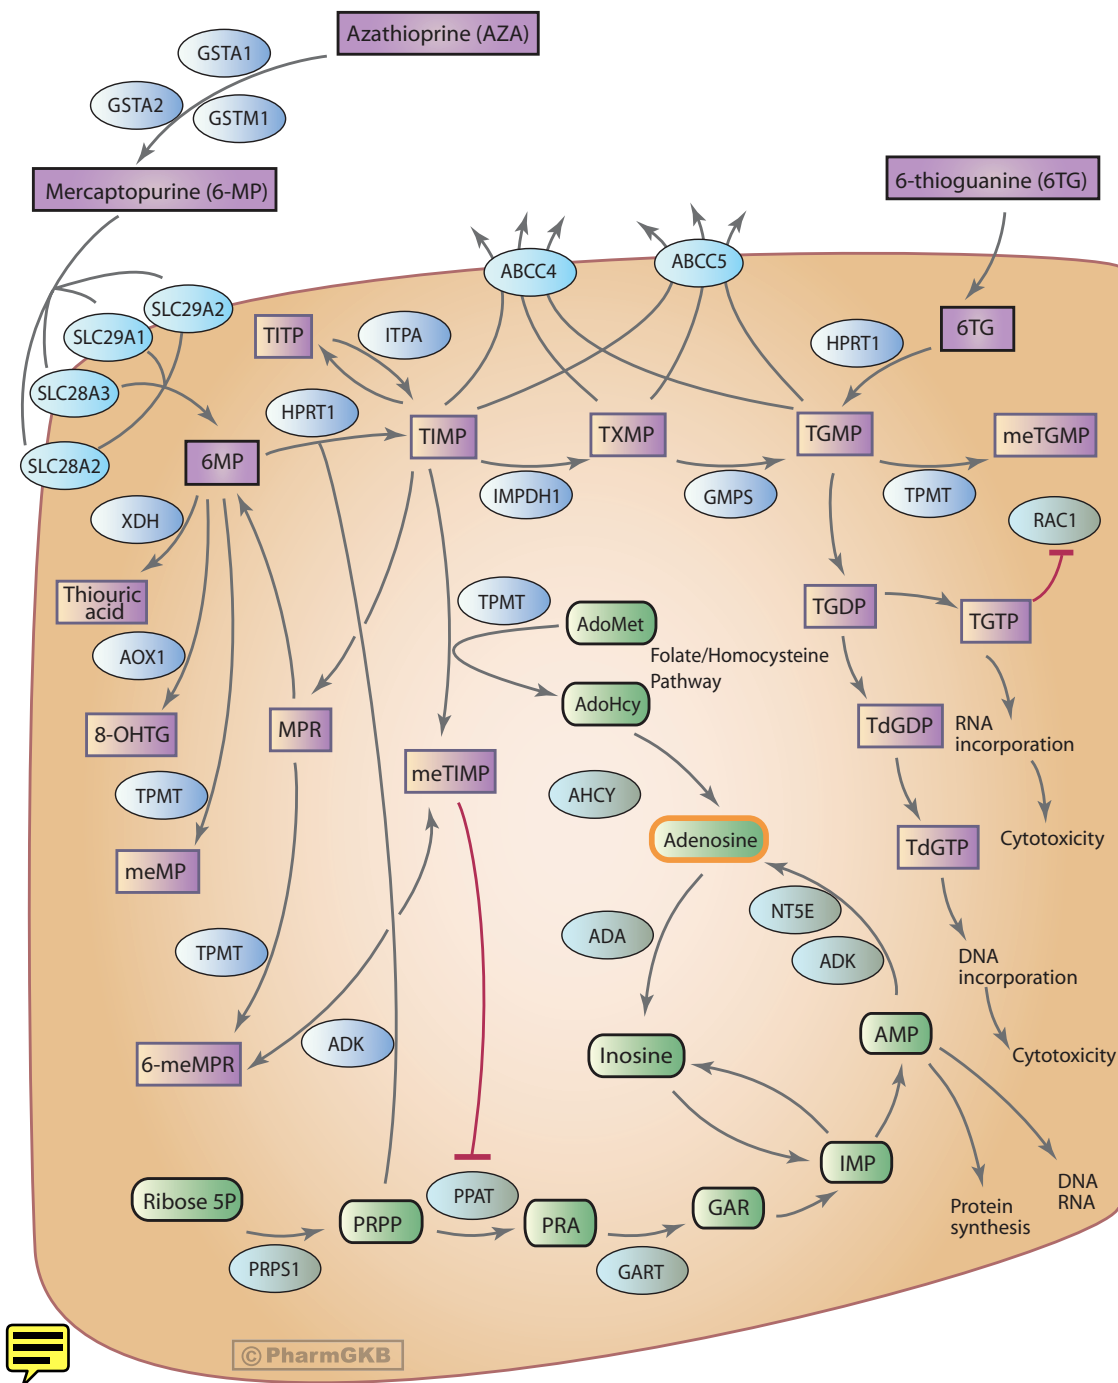 Azathioprine (AZA)
GSTA1
GSTA2
GSTM1
Mercaptopurine (6-MP)
6-thioguanine (6TG)
ABCC4
ABCC5
SLC29A2
SLC29A1
SLC28A3
SLC28A2
TITP
ITPA
HPRT1
6TG
HPRT1
6MP
TIMP
TXMP
TGMP
meTGMP
XDH
IMPDH1
GMPS
TPMT
RAC1
Thiouric
acid
TPMT
AdoMet
TGDP
TGTP
AOX1
Folate/Homocysteine
Pathway
AdoHcy
8-OHTG
MPR
TdGDP
RNA
incorporation
meTIMP
TPMT
AHCY
Adenosine
TdGTP
Cytotoxicity
meMP
NT5E
TPMT
ADA
ADK
DNA
incorporation
6-meMPR
ADK
Inosine
AMP
Cytotoxicity
IMP
Ribose 5P
PRPP
PPAT
PRA
GAR
Protein
synthesis
DNA
RNA
PRPS1
GART
© PharmGKB